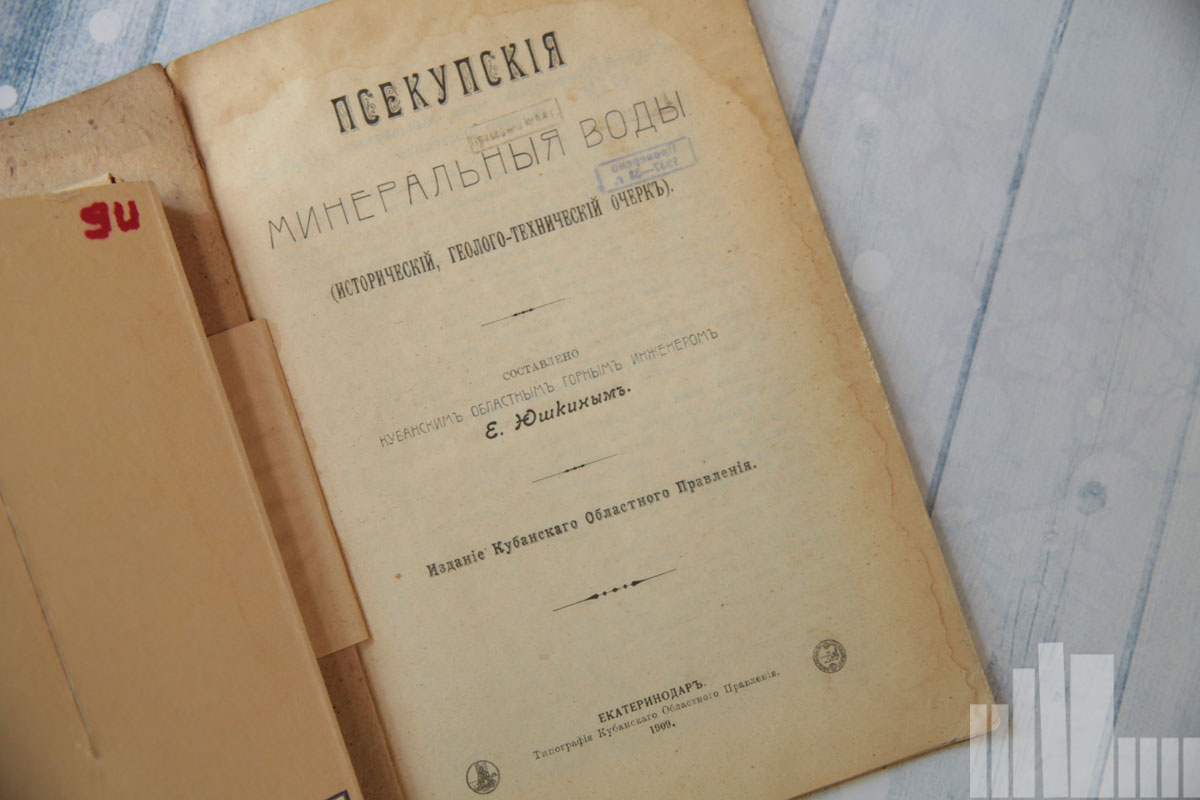 ПСЕКУПСКІЯ
МИНЕРАЛЬНЫЯ ВОДЫ
(ИСТОРИЧЕСКІЙ, ГЕОЛОГО-ТЕХНИЧЕСКІЙ ОЧЕРКЪ).
СОСТАВЛЕНО
КУБАНСКИМЪ ОБЛАСТНЫМЪ ГОРНЫМЪ ИНЖЕНЕРОМЪ
Е. Юшкинымъ.
Изданіе Кубанскаго Областного Правленія.
ЕКАТЕРИНОДАРЪ.
Типографія Кубанскаго Областного Правленія.
1909.